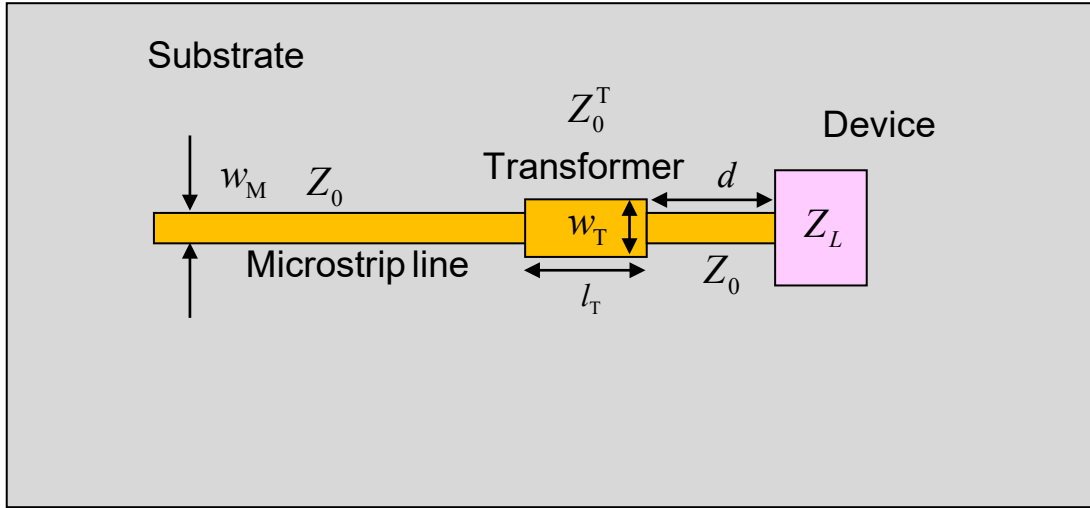 Substrate
Z_0^T
Device
Transformer
d
w_M Z_0
w_T
Z_L
Microstrip line
Z_0
l_T